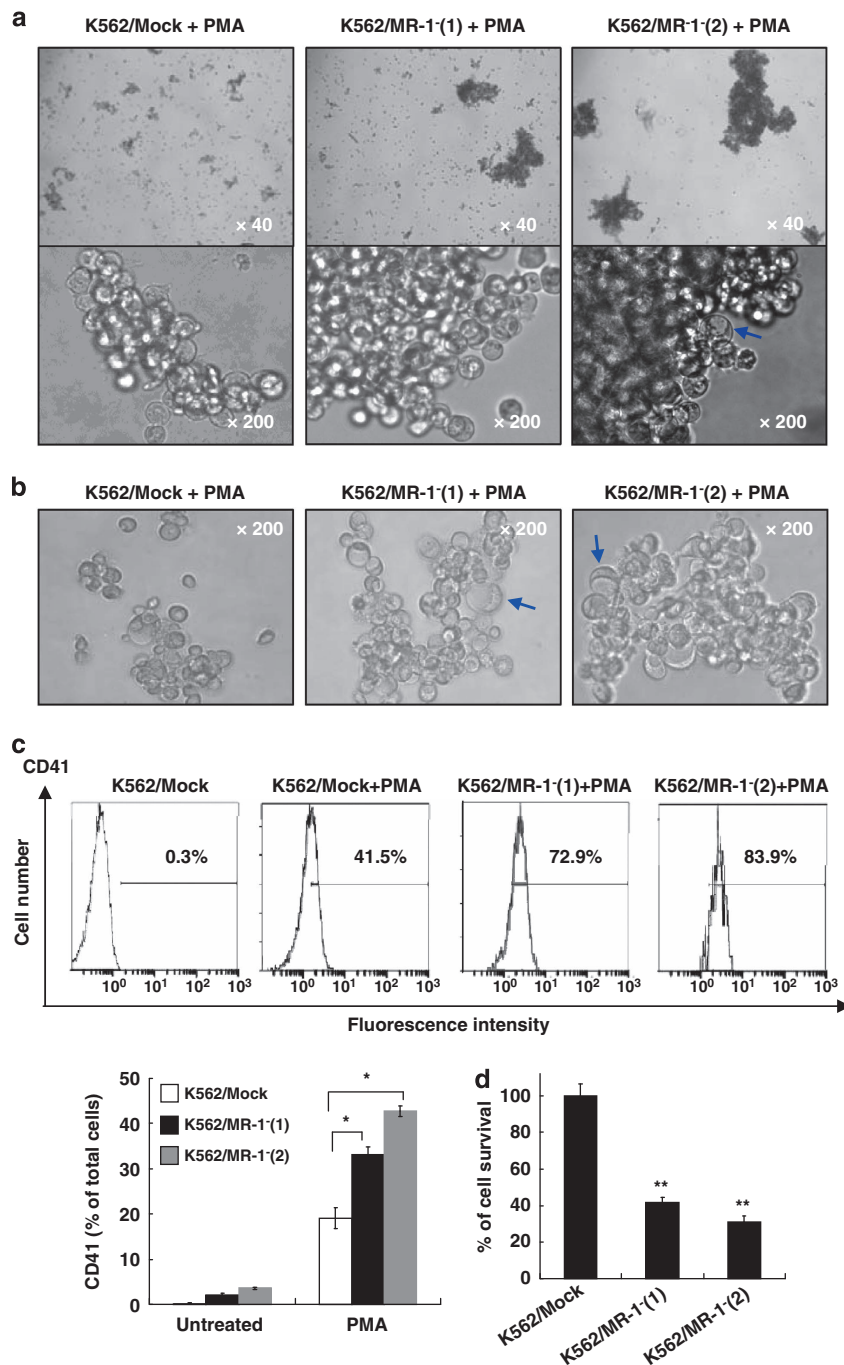 a
K562/Mock + PMA
K562/MR-1⁻(1) + PMA
K562/MR⁻1⁻(2) + PMA
× 40
× 40
× 40
× 200
× 200
× 200
b
K562/Mock + PMA
K562/MR-1⁻(1) + PMA
K562/MR-1⁻(2) + PMA
× 200
× 200
× 200
c
CD41
K562/Mock
K562/Mock+PMA
K562/MR-1⁻(1)+PMA
K562/MR-1⁻(2)+PMA
Cell number
0.3%
41.5%
72.9%
83.9%
10⁰ 10¹ 10² 10³
10⁰ 10¹ 10² 10³
10⁰ 10¹ 10² 10³
10⁰ 10¹ 10² 10³
Fluorescence intensity
CD41 (% of total cells)
50
40
30
20
10
0
K562/Mock
K562/MR-1⁻(1)
K562/MR-1⁻(2)
*
*
Untreated
PMA
d
% of cell survival
100
80
60
40
20
0
**
**
K562/Mock
K562/MR-1⁻(1)
K562/MR-1⁻(2)